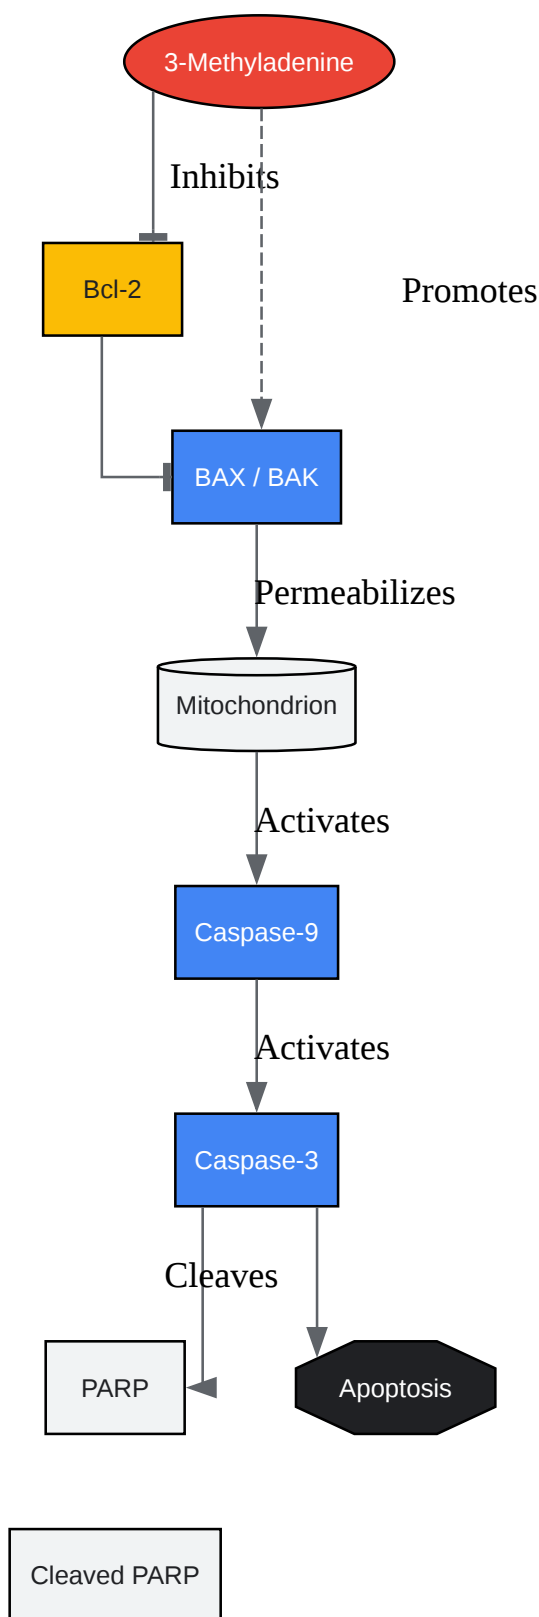 3-Methyladenine
Inhibits
Bcl-2
Promotes
BAX / BAK
Permeabilizes
Mitochondrion
Activates
Caspase-9
Activates
Caspase-3
Cleaves
PARP
Apoptosis
Cleaved PARP